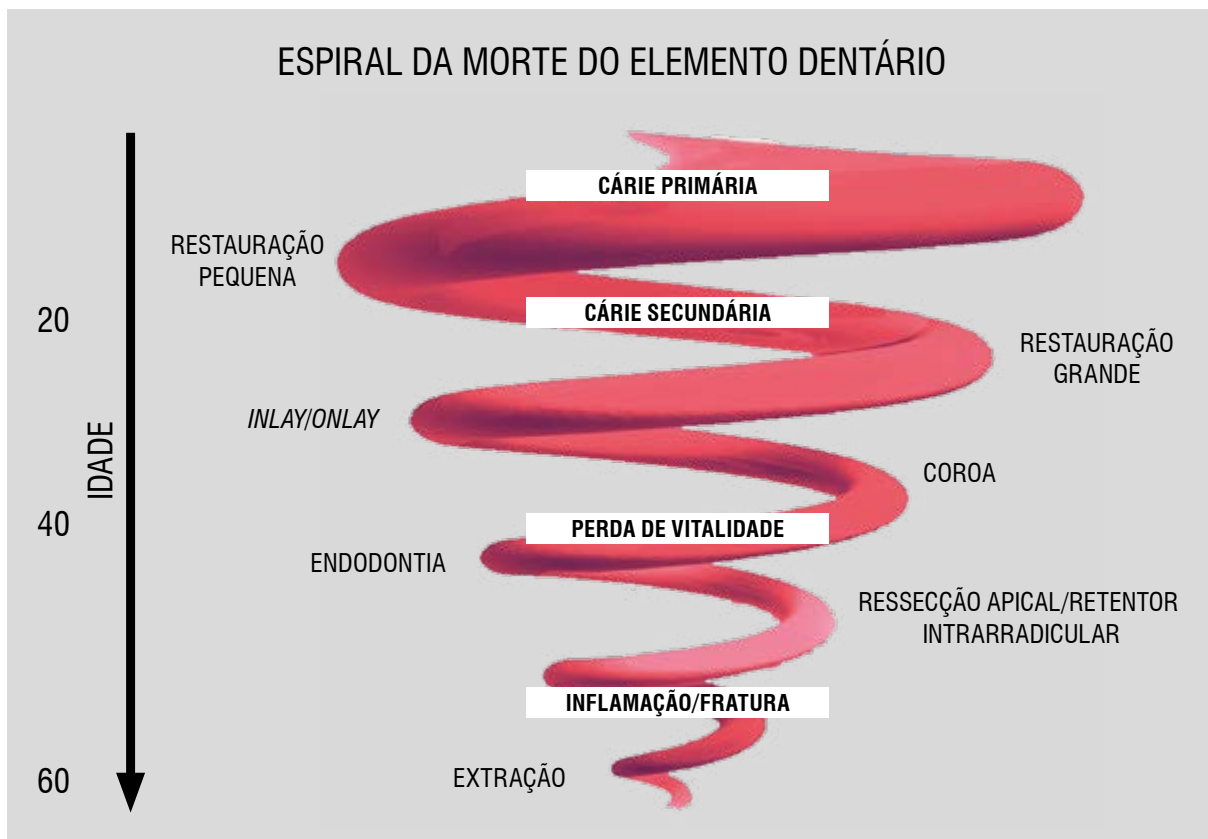 ESPIRAL DA MORTE DO ELEMENTO DENTÁRIO
CÁRIE PRIMÁRIA
RESTAURAÇÃO
PEQUENA
20
CÁRIE SECUNDÁRIA
RESTAURAÇÃO
GRANDE
INLAY/ONLAY
IDADE
COROA
40
PERDA DE VITALIDADE
ENDODONTIA
RESSECÇÃO APICAL/RETENTOR
INTRARRADICULAR
INFLAMAÇÃO/FRATURA
EXTRAÇÃO
60